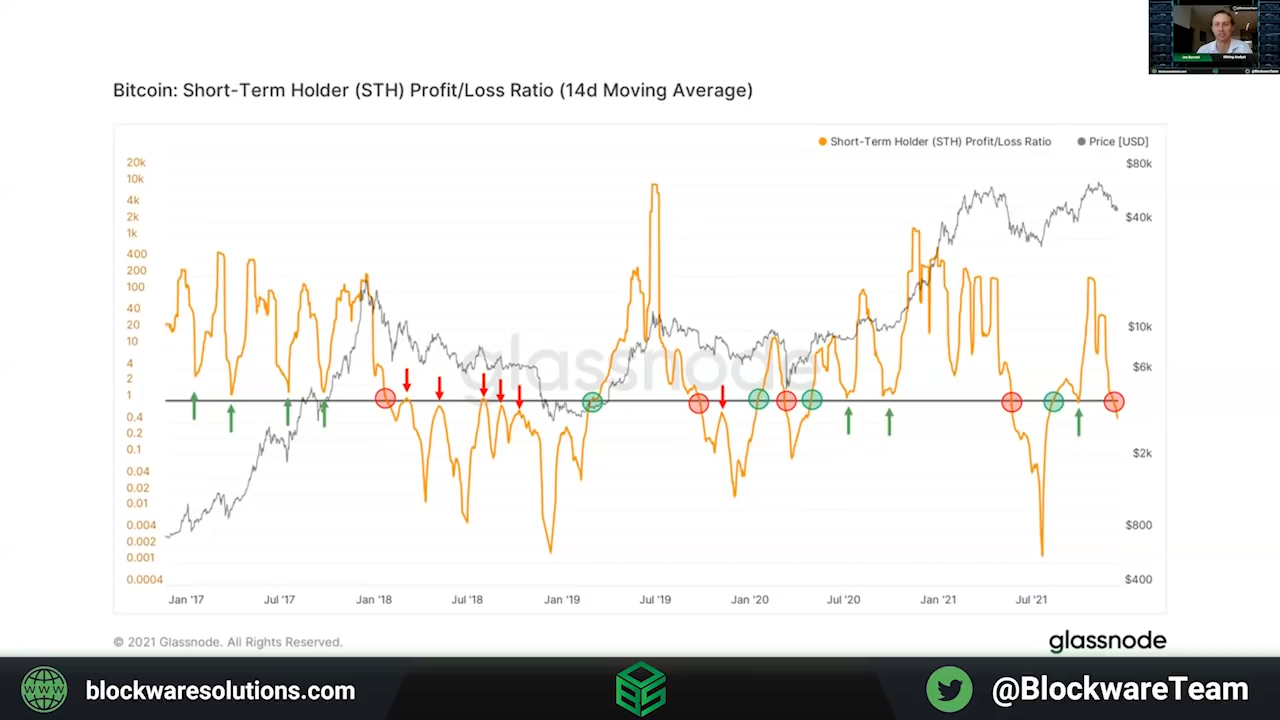 Bitcoin: Short-Term Holder (STH) Profit/Loss Ratio (14d Moving Average)
Short-Term Holder (STH) Profit/Loss Ratio
Price [USD]
20k
10k
4k
2k
1k
400
200
100
40
20
10
4
2
1
0.4
0.2
0.1
0.04
0.02
0.01
0.004
0.002
0.001
0.0004
$80k
$40k
$10k
$6k
$2k
$800
$400
glassnode
Jan '17
Jul '17
Jan '18
Jul '18
Jan '19
Jul '19
Jan '20
Jul '20
Jan '21
Jul '21
© 2021 Glassnode. All Rights Reserved.
glassnode
WWW
blockwaresolutions.com
@BlockwareTeam